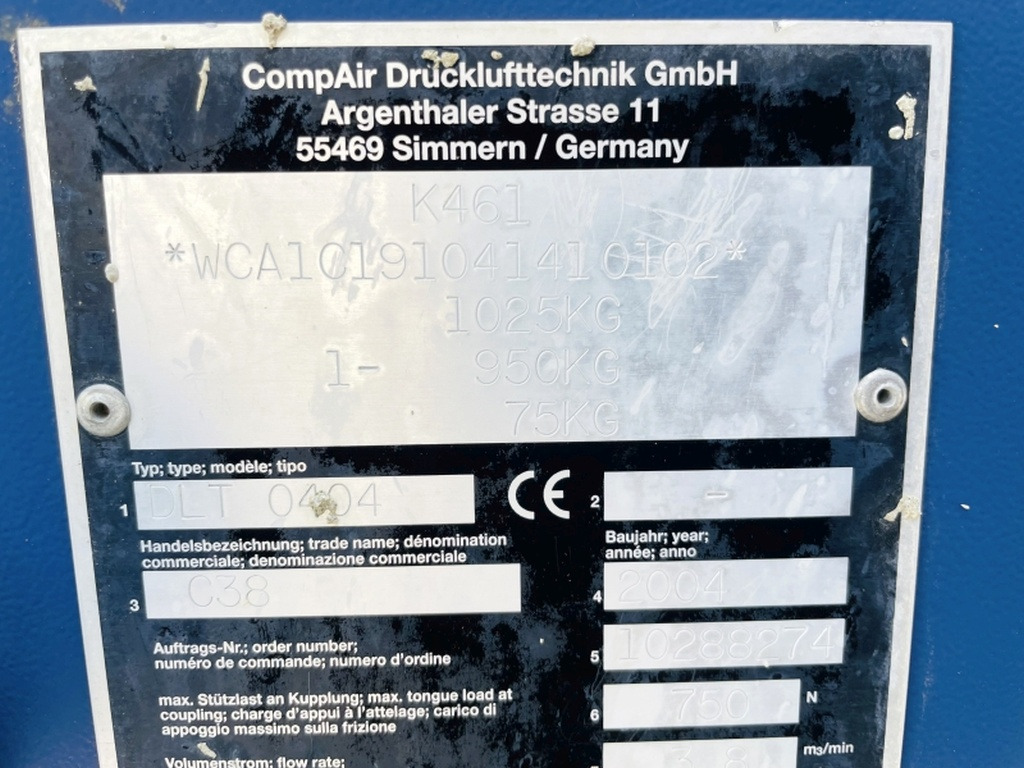 CompAir Drucklufttechnik GmbH
Argenthaler Strasse 11
55469 Simmern / Germany
K461
*WCA1C191041410102*
1025KG
1- 950KG
75KG
Typ; type; modèle; tipo
1 DLT 0404 CE 2 -
Handelsbezeichnung; trade name; dénomination
commerciale; denominazione commerciale
Baujahr; year;
année; anno
3 C38 4 2004
Auftrags-Nr.; order number;
numéro de commande; numero d'ordine
5 10288274
max. Stützlast an Kupplung; max. tongue load at
coupling; charge d'appui à l'attelage; carico di
appoggio massimo sulla frizione
6 750 N
Volumenstrom; flow rate;
3,8 m3/min